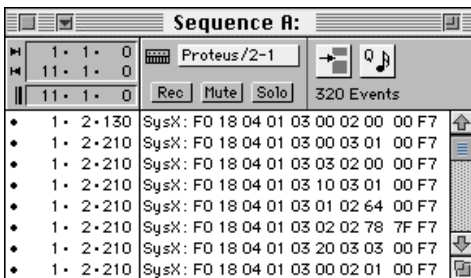 Sequence A:
1· 1· 0
11· 1· 0
11· 1· 0
Proteus/2-1
Rec Mute Solo
Q
320 Events
1· 2·130 SysX: F0 18 04 01 03 00 02 00 00 F7
1· 2·210 SysX: F0 18 04 01 03 00 03 01 00 F7
1· 2·210 SysX: F0 18 04 01 03 03 02 00 00 F7
1· 2·210 SysX: F0 18 04 01 03 10 03 01 00 F7
1· 2·210 SysX: F0 18 04 01 03 01 02 64 00 F7
1· 2·210 SysX: F0 18 04 01 03 02 02 78 7F F7
1· 2·210 SysX: F0 18 04 01 03 20 03 03 00 F7
1· 2·210 SysX: F0 18 04 01 03 00 02 01 00 F7